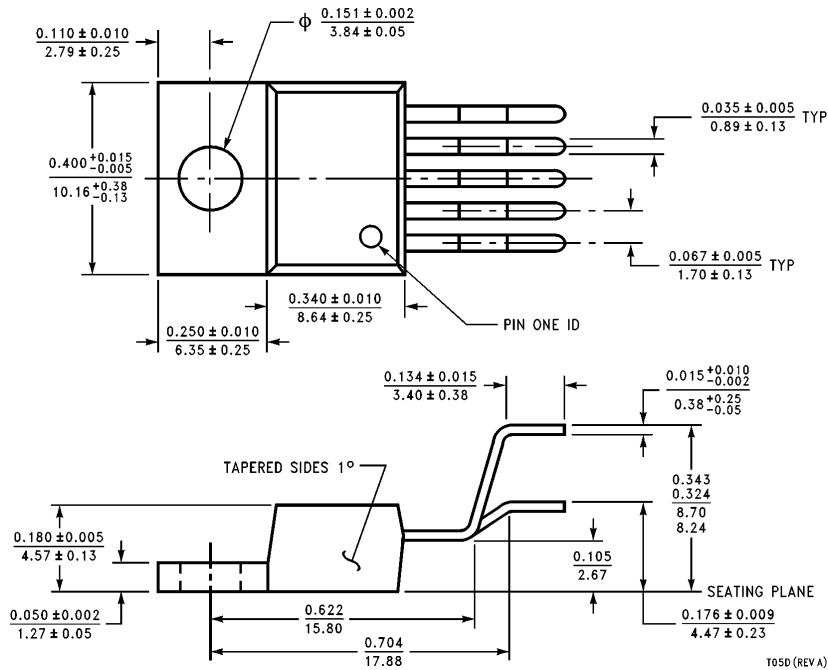 ϕ 0.151 ± 0.002
3.84 ± 0.05
0.110 ± 0.010
2.79 ± 0.25
0.035 ± 0.005 TYP
0.89 ± 0.13
0.400 +0.015 -0.005
10.16 +0.38 -0.13
0.067 ± 0.005 TYP
1.70 ± 0.13
0.340 ± 0.010
8.64 ± 0.25
PIN ONE ID
0.250 ± 0.010
6.35 ± 0.25
0.134 ± 0.015
3.40 ± 0.38
0.015 +0.010 -0.002
0.38 +0.25 -0.05
TAPERED SIDES 1°
0.343
0.324
8.70
8.24
0.180 ± 0.005
4.57 ± 0.13
0.105
2.67
SEATING PLANE
0.050 ± 0.002
1.27 ± 0.05
0.622
15.80
0.176 ± 0.009
4.47 ± 0.23
0.704
17.88
T05D (REV A)